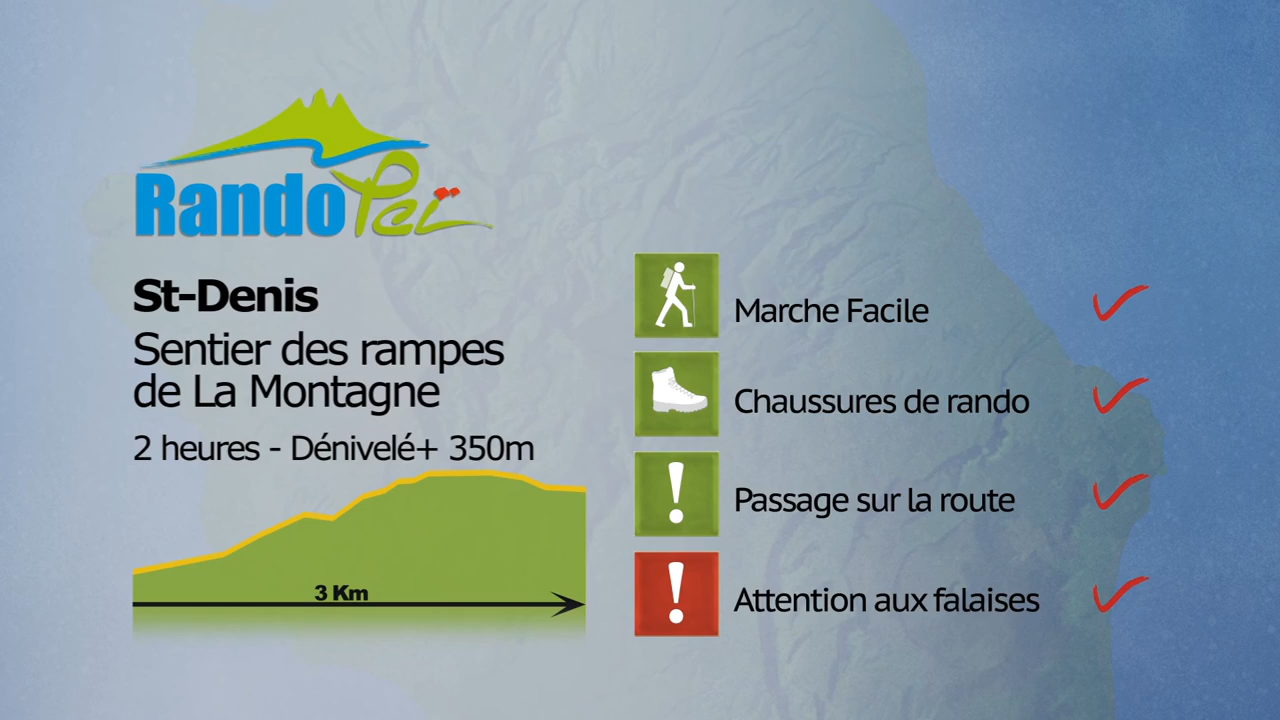 Rando Péi
St-Denis
Sentier des rampes
de La Montagne
2 heures - Dénivelé+ 350m
3 Km
Marche Facile
Chaussures de rando
Passage sur la route
Attention aux falaises